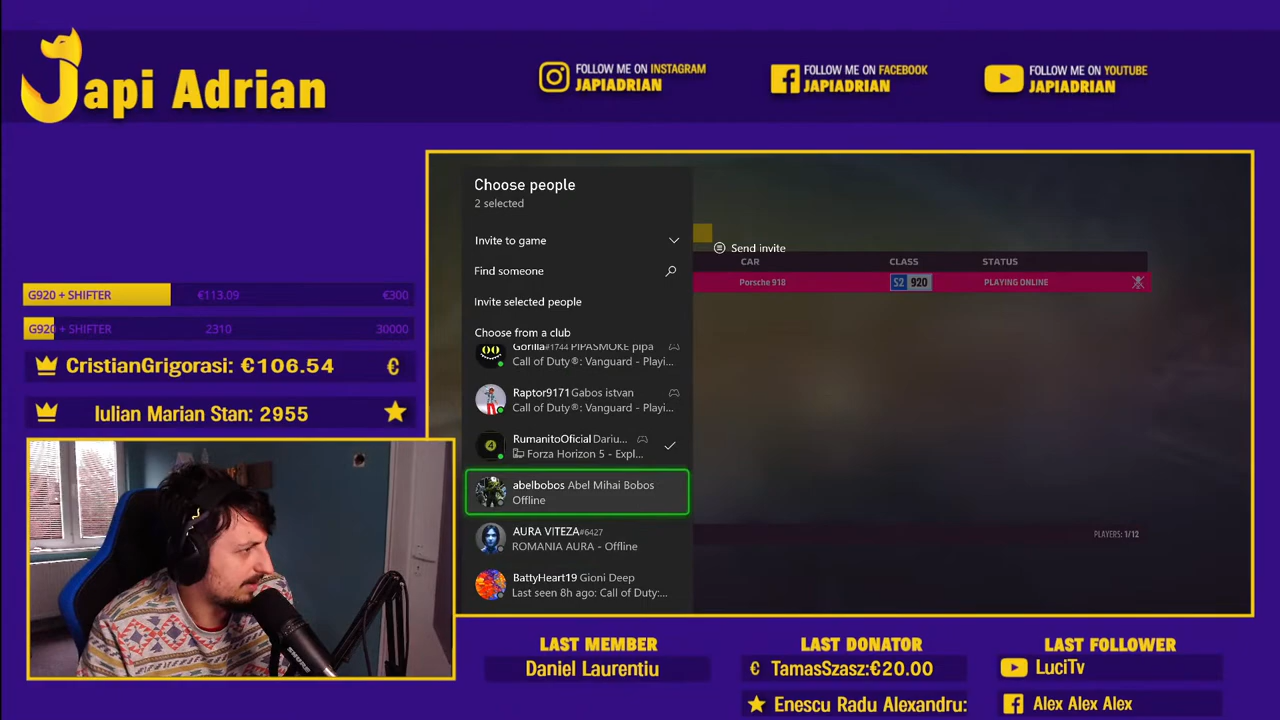 Japi Adrian
FOLLOW ME ON INSTAGRAM
JAPIADRIAN
FOLLOW ME ON FACEBOOK
JAPIADRIAN
FOLLOW ME ON YOUTUBE
JAPIADRIAN
G920 + SHIFTER €113.09 €300
G920 + SHIFTER 2310 30000
CristianGrigorasi: €106.54 €
Iulian Marian Stan: 2955
Choose people
2 selected
Invite to game
Find someone
Invite selected people
Choose from a club
Gorilla#1744 PIPASMOKE pipa
Call of Duty®: Vanguard - Playi...
Raptor9171 Gabos istvan
Call of Duty®: Vanguard - Playi...
RumanitoOficial Dariu...
Forza Horizon 5 - Expl...
abelbobos Abel Mihai Bobos
Offline
AURA VITEZA#6427
ROMANIA AURA - Offline
BattyHeart19 Gioni Deep
Last seen 8h ago: Call of Duty:...
Send invite
CAR CLASS STATUS
Porsche 918 S2 920 PLAYING ONLINE
PLAYERS: 1/12
SHURE
LAST MEMBER
Daniel Laurentiu
LAST DONATOR
€ TamasSzasz:€20.00
Enescu Radu Alexandru:
LAST FOLLOWER
LuciTv
Alex Alex Alex